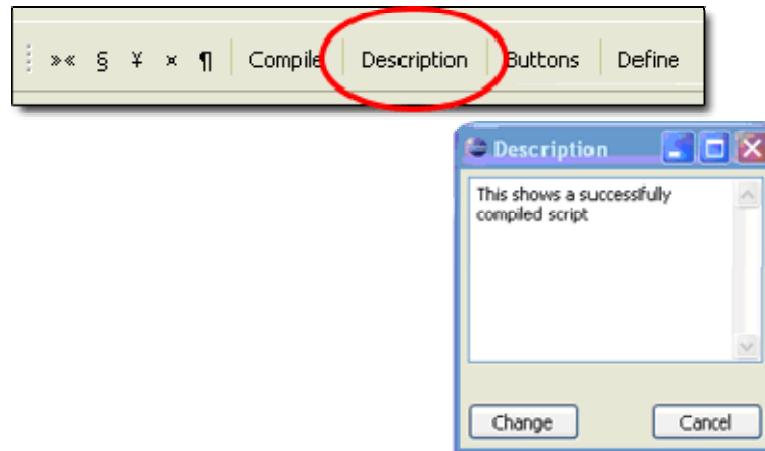 »« § ¥ × ¶ Compile Description Buttons Define
Description
This shows a successfully
compiled script
Change Cancel